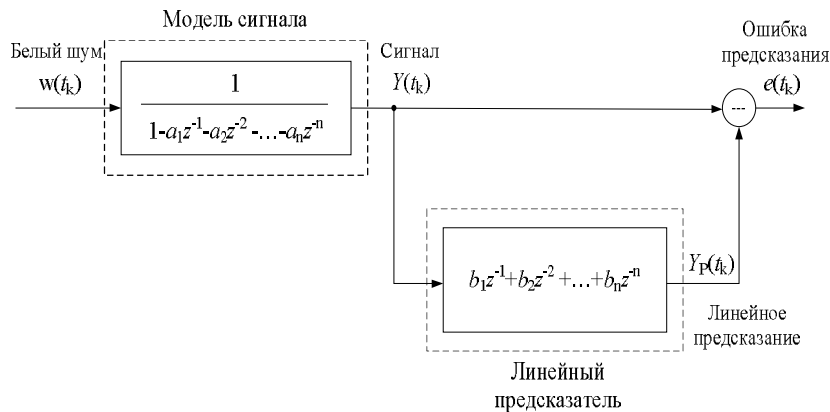 Модель сигнала
Белый шум
w(tk)
1
1-a1z-1-a2z-2 -...-anz-n
Сигнал
Y(tk)
Ошибка
предсказания
e(tk)
---
b1z-1+b2z-2 +...+bnz-n
YP(tk)
Линейное
предсказание
Линейный
предсказатель